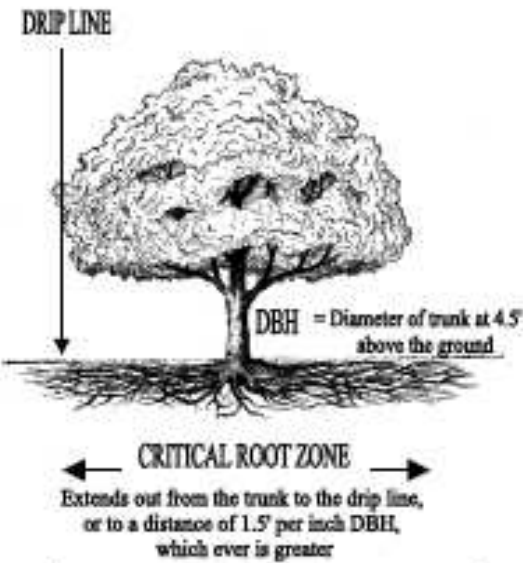 DRIP LINE
DBH = Diameter of trunk at 4.5'
above the ground
CRITICAL ROOT ZONE
Extends out from the trunk to the drip line,
or to a distance of 1.5' per inch DBH,
which ever is greater